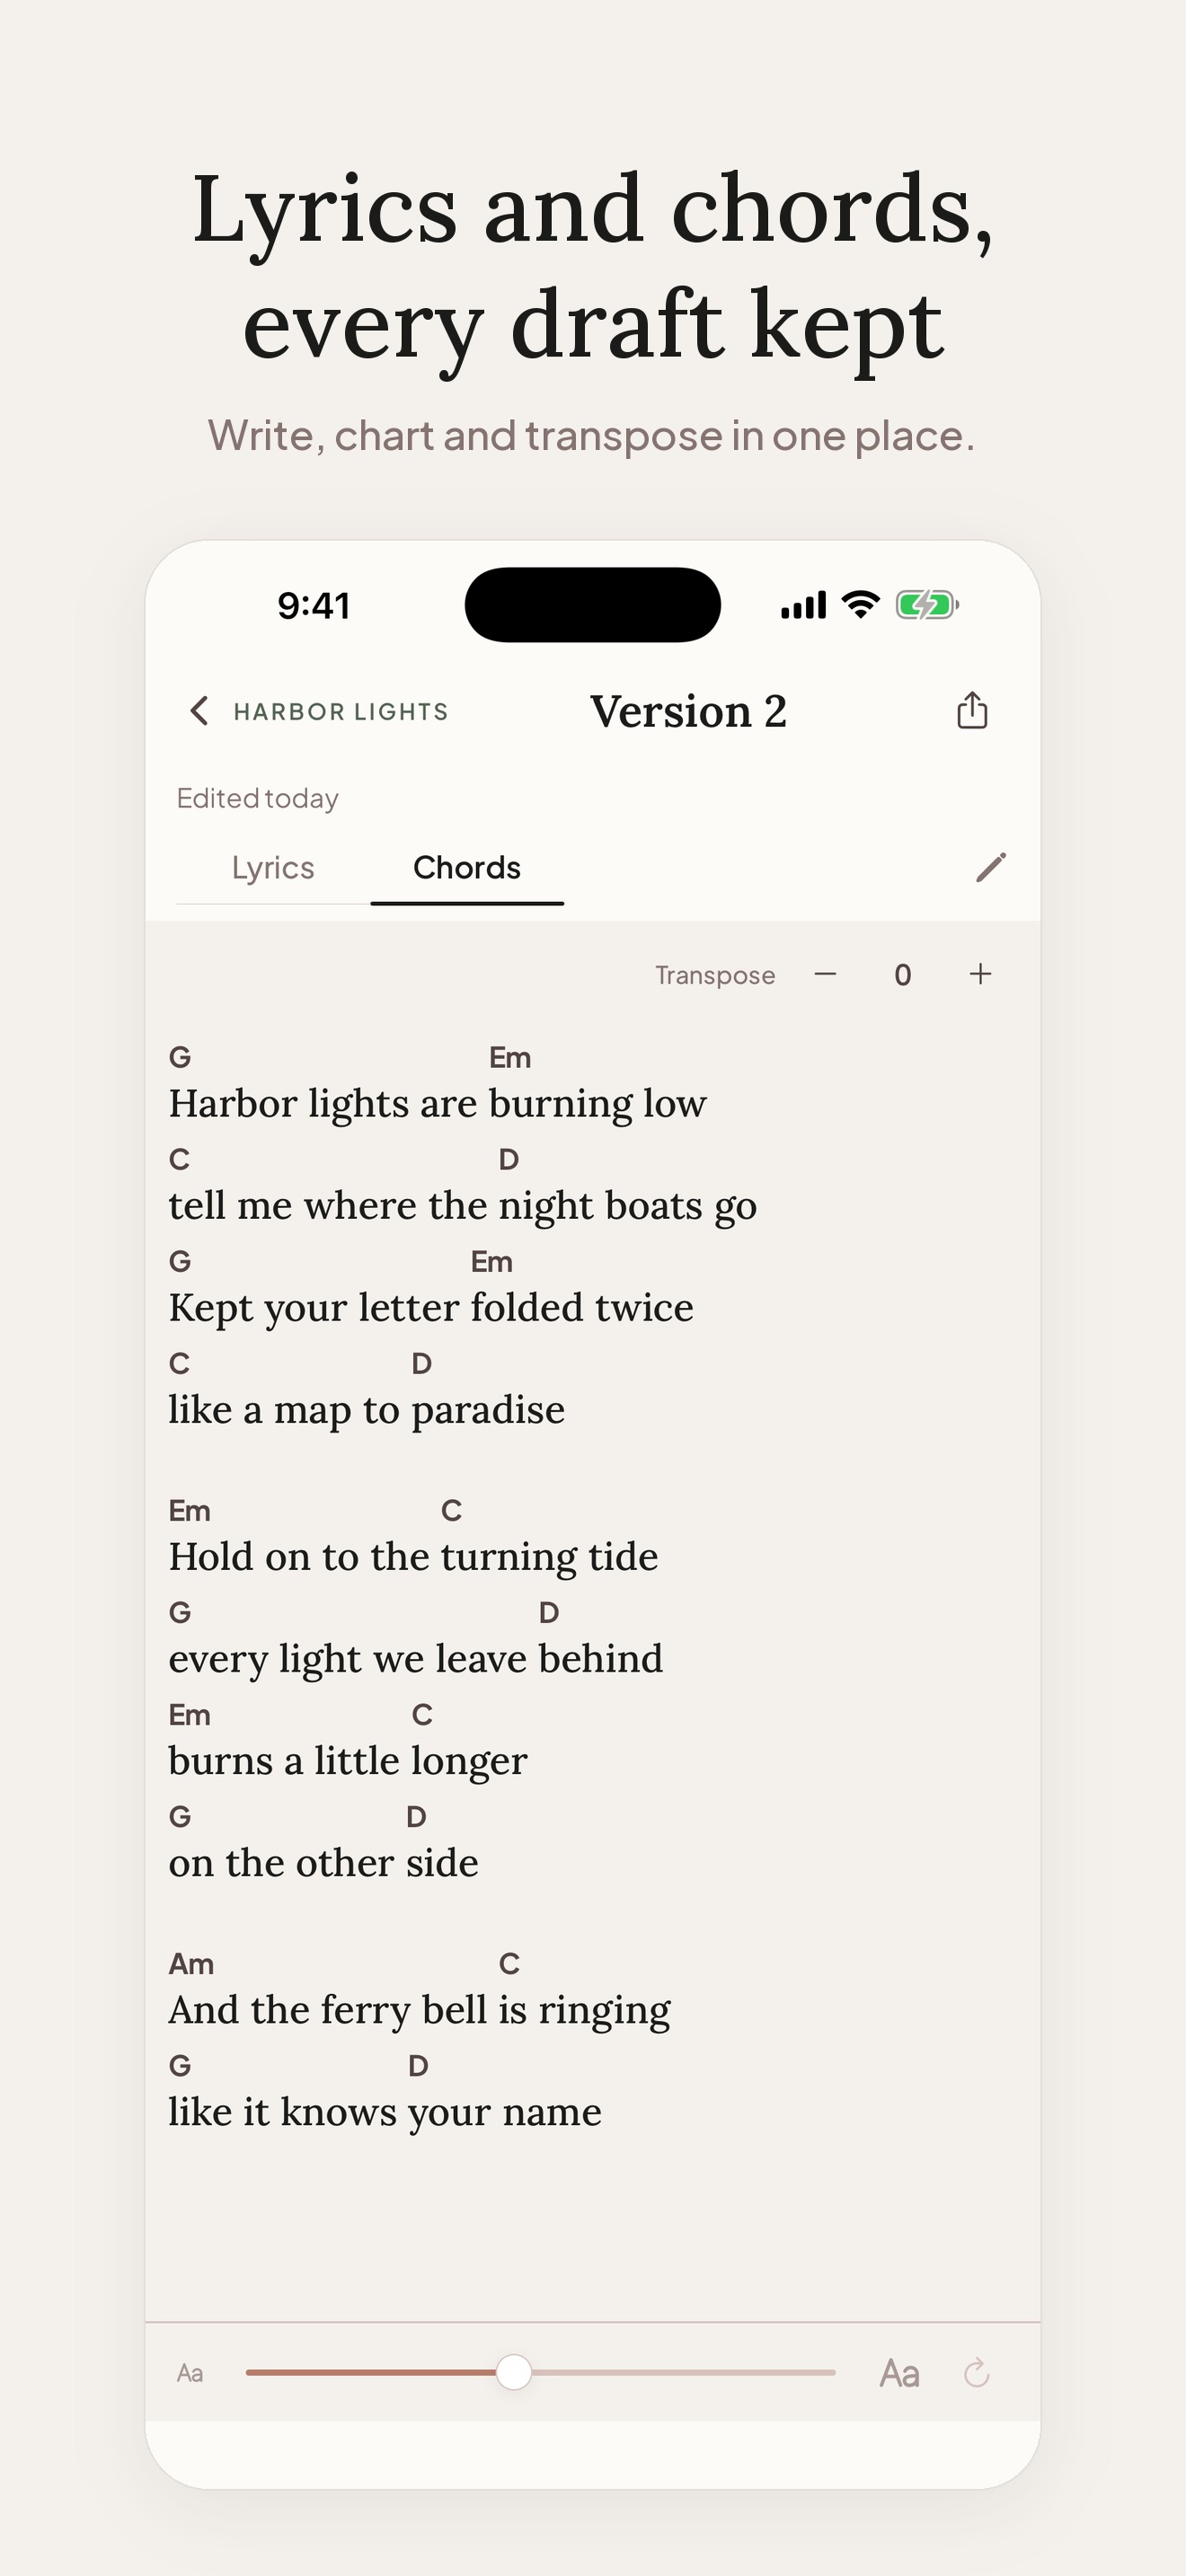 Lyrics and chords,
every draft kept
Write, chart and transpose in one place.
9:41
HARBOR LIGHTS Version 2
Edited today
Lyrics Chords
Transpose − 0 +
G Em
Harbor lights are burning low
C D
tell me where the night boats go
G Em
Kept your letter folded twice
C D
like a map to paradise
Em C
Hold on to the turning tide
G D
every light we leave behind
Em C
burns a little longer
G D
on the other side
Am C
And the ferry bell is ringing
G D
like it knows your name
Aa Aa